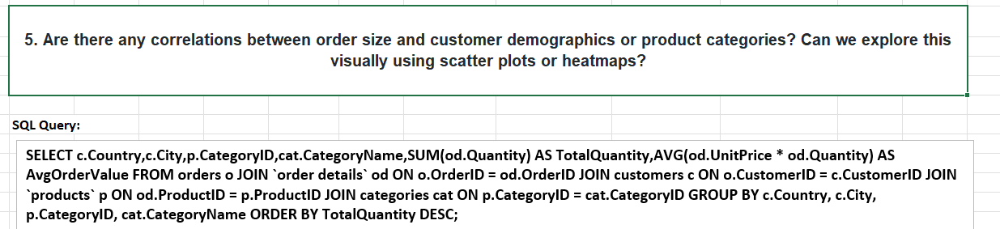 5. Are there any correlations between order size and customer demographics or product categories? Can we explore this
visually using scatter plots or heatmaps?
SQL Query:
SELECT c.Country,c.City,p.CategoryID,cat.CategoryName,SUM(od.Quantity) AS TotalQuantity,AVG(od.UnitPrice * od.Quantity) AS
AvgOrderValue FROM orders o JOIN `order details` od ON o.OrderID = od.OrderID JOIN customers c ON o.CustomerID = c.CustomerID JOIN
`products` p ON od.ProductID = p.ProductID JOIN categories cat ON p.CategoryID = cat.CategoryID GROUP BY c.Country, c.City,
p.CategoryID, cat.CategoryName ORDER BY TotalQuantity DESC;